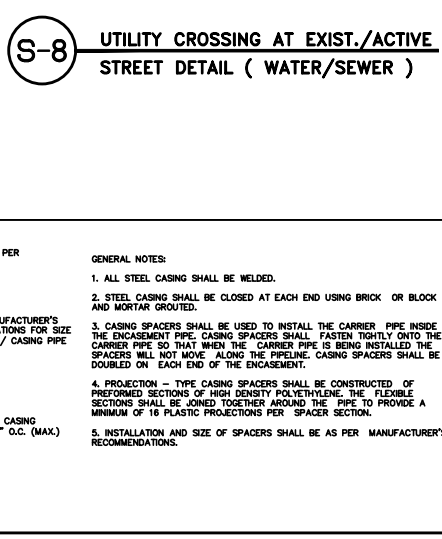 S-8
UTILITY CROSSING AT EXIST./ACTIVE
STREET DETAIL ( WATER/SEWER )
PER
UFACTURER'S
TIONS FOR SIZE
/ CASING PIPE
CASING
" O.C. (MAX.)
GENERAL NOTES:
1. ALL STEEL CASING SHALL BE WELDED.
2. STEEL CASING SHALL BE CLOSED AT EACH END USING BRICK OR BLOCK
AND MORTAR GROUTED.
3. CASING SPACERS SHALL BE USED TO INSTALL THE CARRIER PIPE INSIDE
THE ENCASEMENT PIPE. CASING SPACERS SHALL FASTEN TIGHTLY ONTO THE
CARRIER PIPE SO THAT WHEN THE CARRIER PIPE IS BEING INSTALLED THE
SPACERS WILL NOT MOVE ALONG THE PIPELINE. CASING SPACERS SHALL BE
DOUBLED ON EACH END OF THE ENCASEMENT.
4. PROJECTION – TYPE CASING SPACERS SHALL BE CONSTRUCTED OF
PREFORMED SECTIONS OF HIGH DENSITY POLYETHYLENE. THE FLEXIBLE
SECTIONS SHALL BE JOINED TOGETHER AROUND THE PIPE TO PROVIDE A
MINIMUM OF 16 PLASTIC PROJECTIONS PER SPACER SECTION.
5. INSTALLATION AND SIZE OF SPACERS SHALL BE AS PER MANUFACTURER'S
RECOMMENDATIONS.